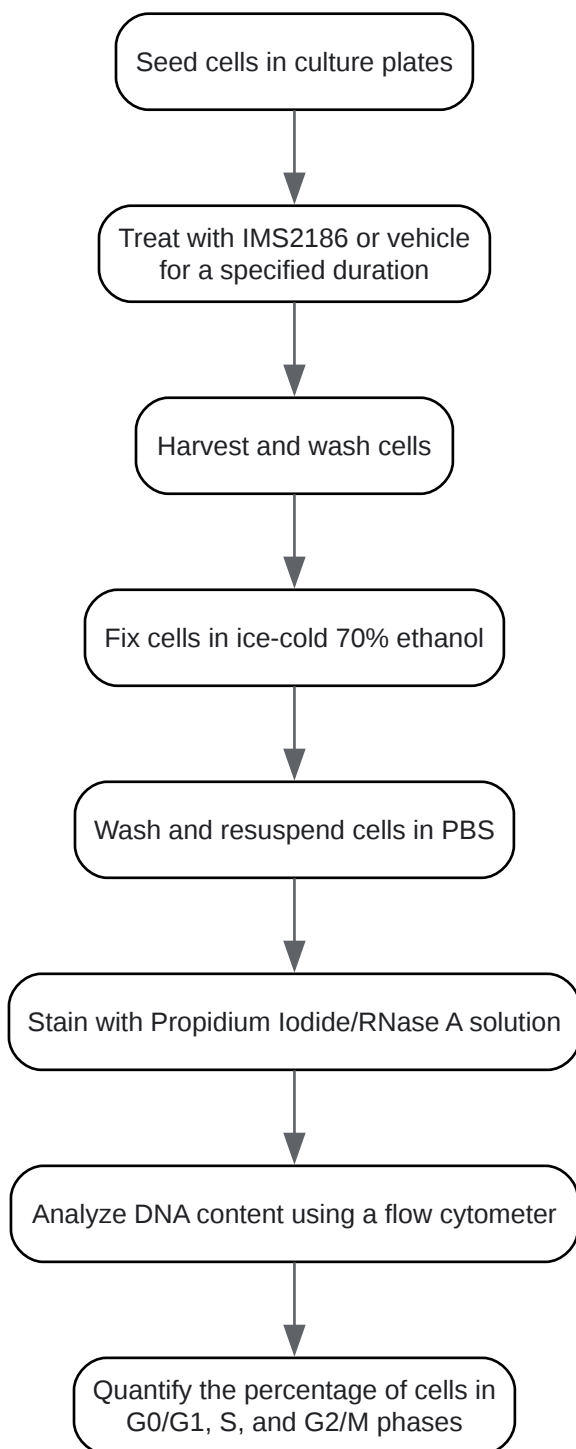 Seed cells in culture plates
Treat with IMS2186 or vehicle
for a specified duration
Harvest and wash cells
Fix cells in ice-cold 70% ethanol
Wash and resuspend cells in PBS
Stain with Propidium Iodide/RNase A solution
Analyze DNA content using a flow cytometer
Quantify the percentage of cells in
G0/G1, S, and G2/M phases